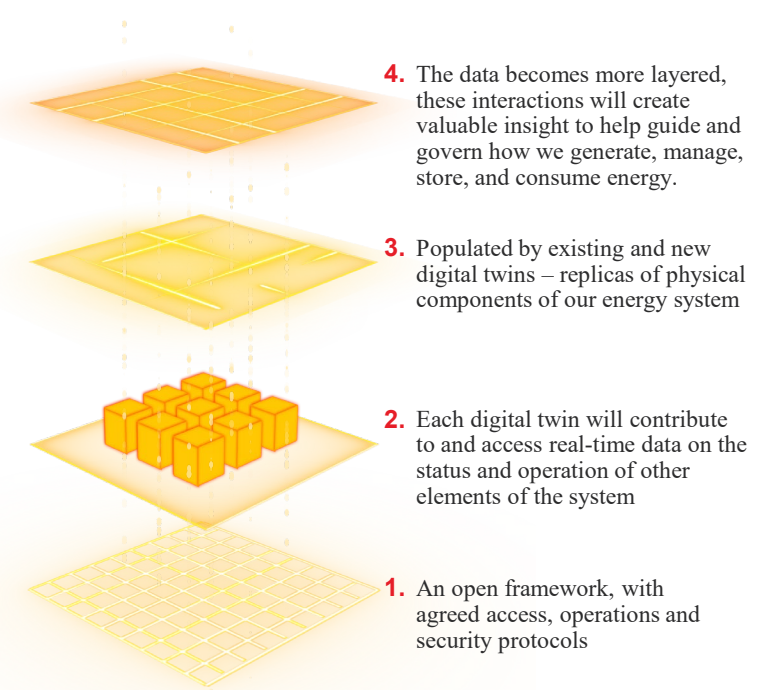 4. The data becomes more layered,
these interactions will create
valuable insight to help guide and
govern how we generate, manage,
store, and consume energy.
3. Populated by existing and new
digital twins – replicas of physical
components of our energy system
2. Each digital twin will contribute
to and access real-time data on the
status and operation of other
elements of the system
1. An open framework, with
agreed access, operations and
security protocols